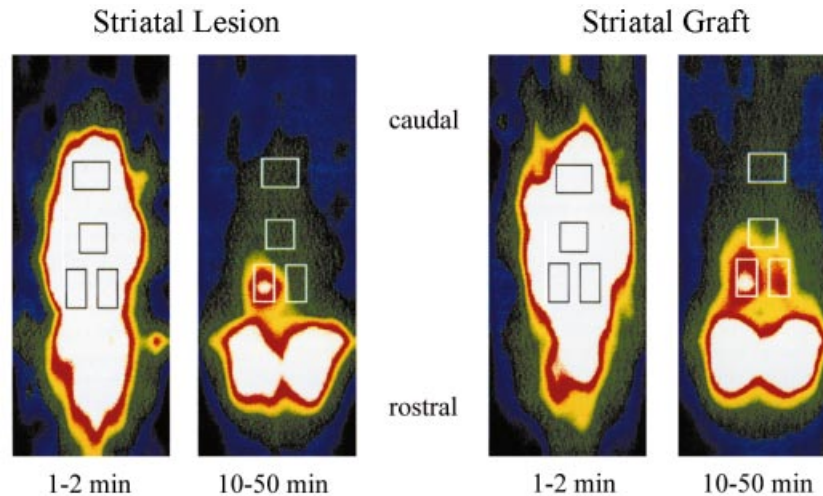 Striatal Lesion
Striatal Graft
caudal
rostral
1-2 min
10-50 min
1-2 min
10-50 min